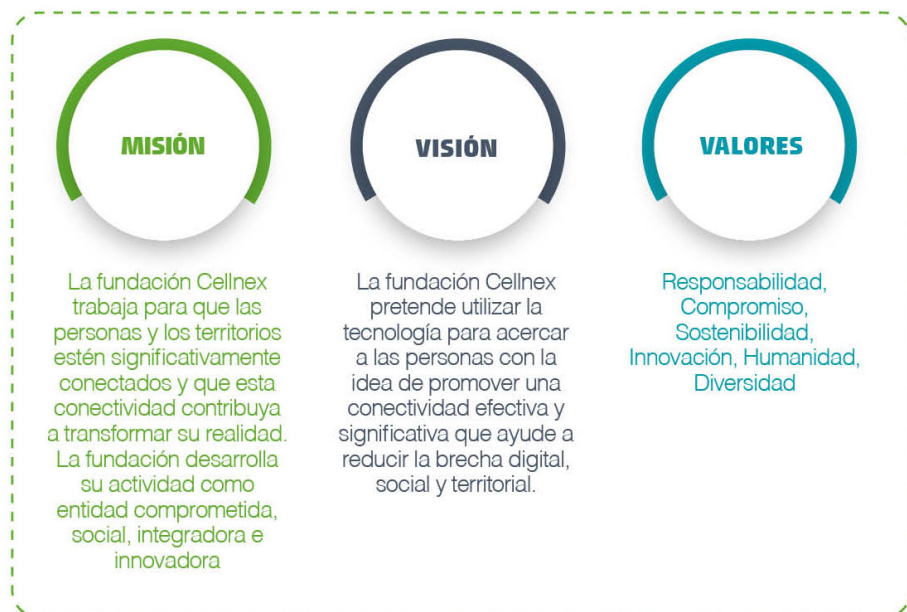 MISIÓN
La fundación Cellnex
trabaja para que las
personas y los territorios
estén significativamente
conectados y que esta
conectividad contribuya
a transformar su realidad.
La fundación desarrolla
su actividad como
entidad comprometida,
social, integradora e
innovadora
VISIÓN
La fundación Cellnex
pretende utilizar la
tecnología para acercar
a las personas con la
idea de promover una
conectividad efectiva y
significativa que ayude a
reducir la brecha digital,
social y territorial.
VALORES
Responsabilidad,
Compromiso,
Sostenibilidad,
Innovación, Humanidad,
Diversidad